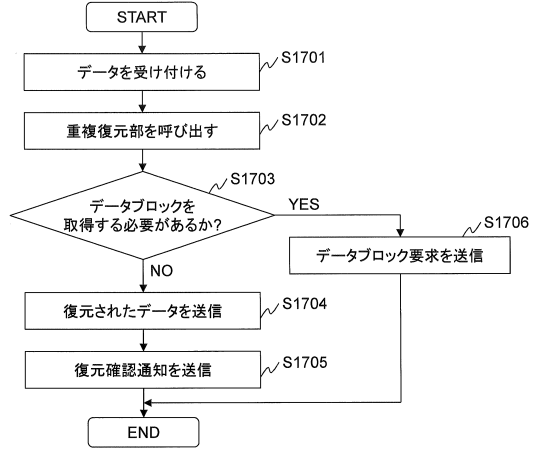 START
データを受け付ける
S1701
重複復元部を呼び出す
S1702
データブロックを
取得する必要があるか?
S1703
YES
NO
データブロック要求を送信
S1706
復元されたデータを送信
S1704
復元確認通知を送信
S1705
END